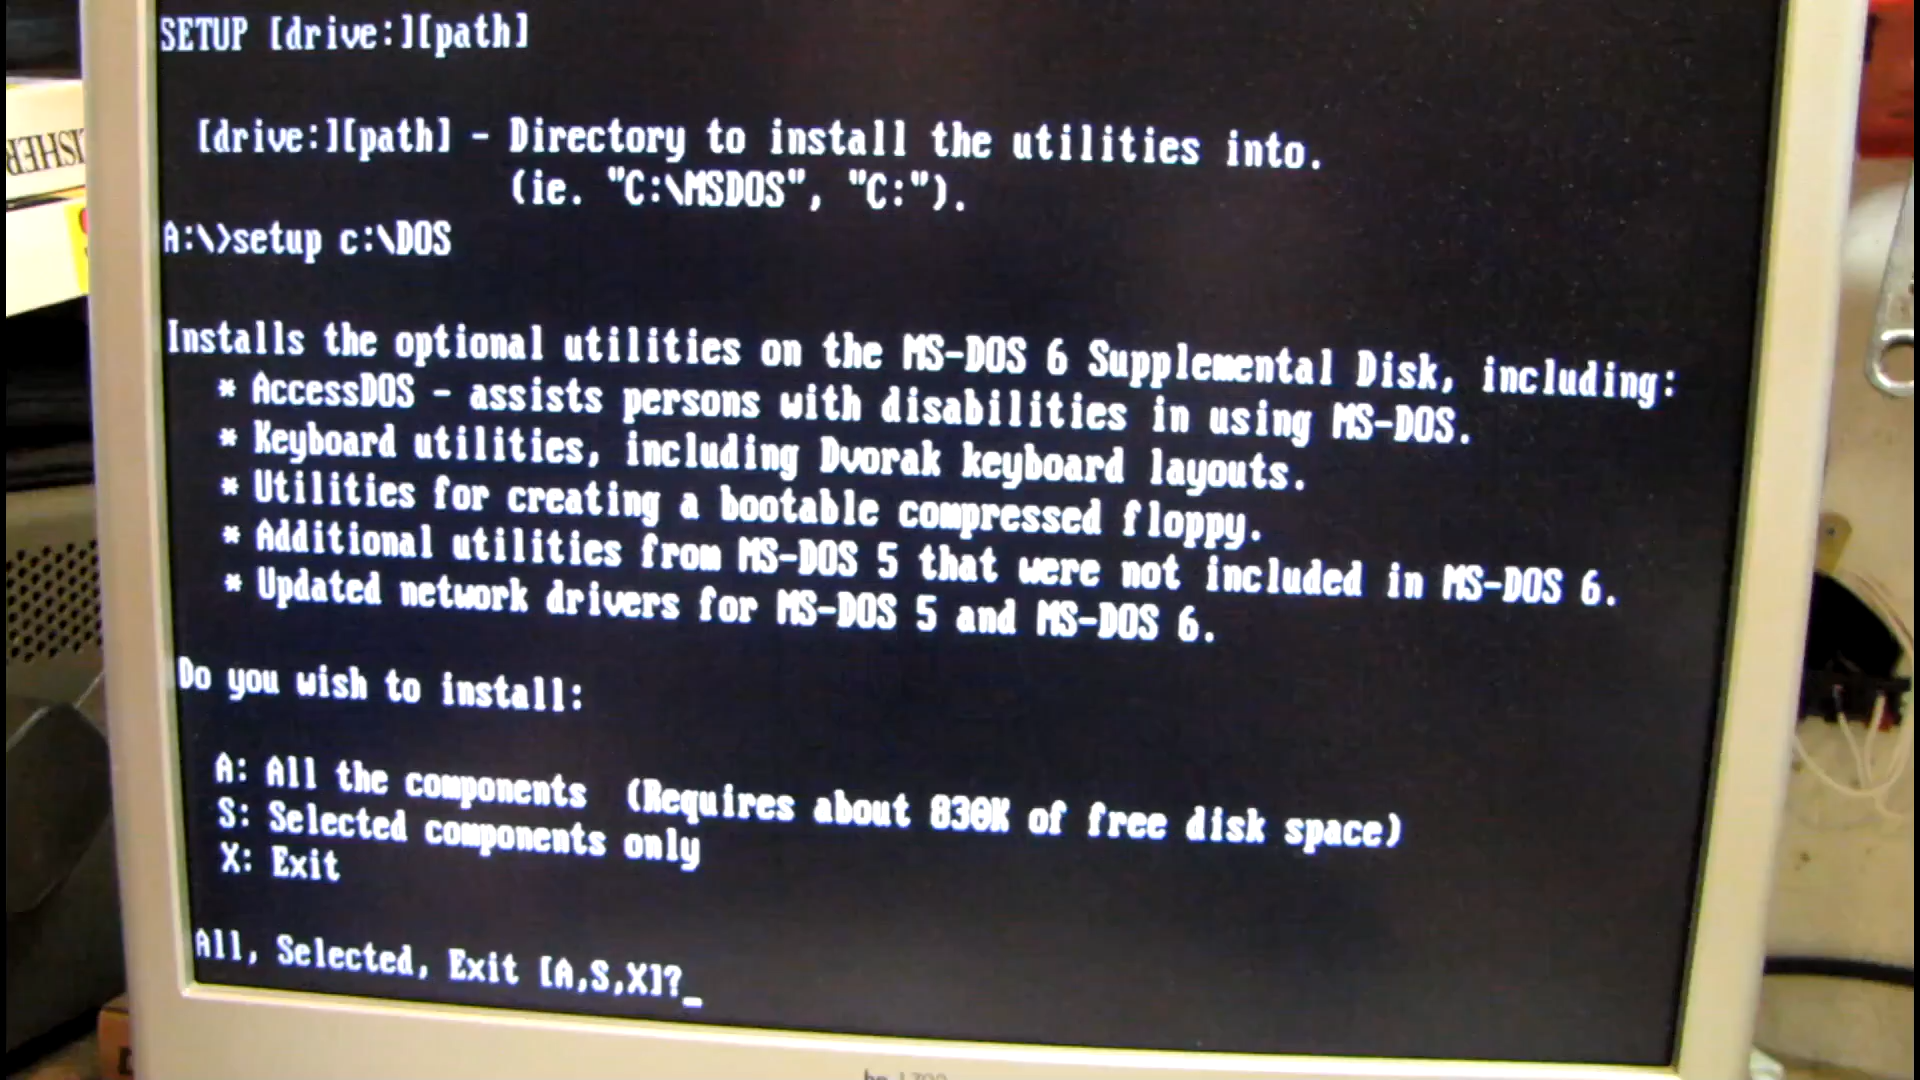 SETUP [drive:][path]
[drive:][path] - Directory to install the utilities into.
(ie. "C:\MSDOS", "C:").
A:\>setup c:\DOS
Installs the optional utilities on the MS-DOS 6 Supplemental Disk, including:
* AccessDOS - assists persons with disabilities in using MS-DOS.
* Keyboard utilities, including Dvorak keyboard layouts.
* Utilities for creating a bootable compressed floppy.
* Additional utilities from MS-DOS 5 that were not included in MS-DOS 6.
* Updated network drivers for MS-DOS 5 and MS-DOS 6.
Do you wish to install:
A: All the components (Requires about 830K of free disk space)
S: Selected components only
X: Exit
All, Selected, Exit [A,S,X]?_